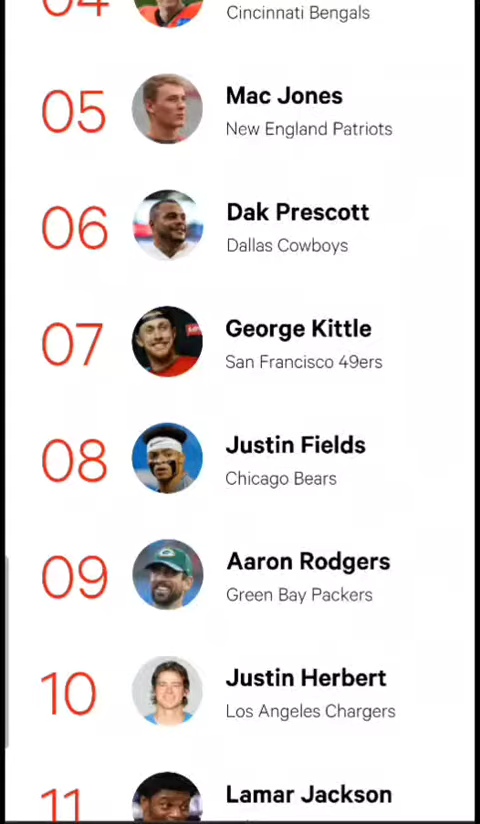 04
Cincinnati Bengals
05
Mac Jones
New England Patriots
06
Dak Prescott
Dallas Cowboys
07
George Kittle
San Francisco 49ers
08
Justin Fields
Chicago Bears
09
Aaron Rodgers
Green Bay Packers
10
Justin Herbert
Los Angeles Chargers
11
Lamar Jackson